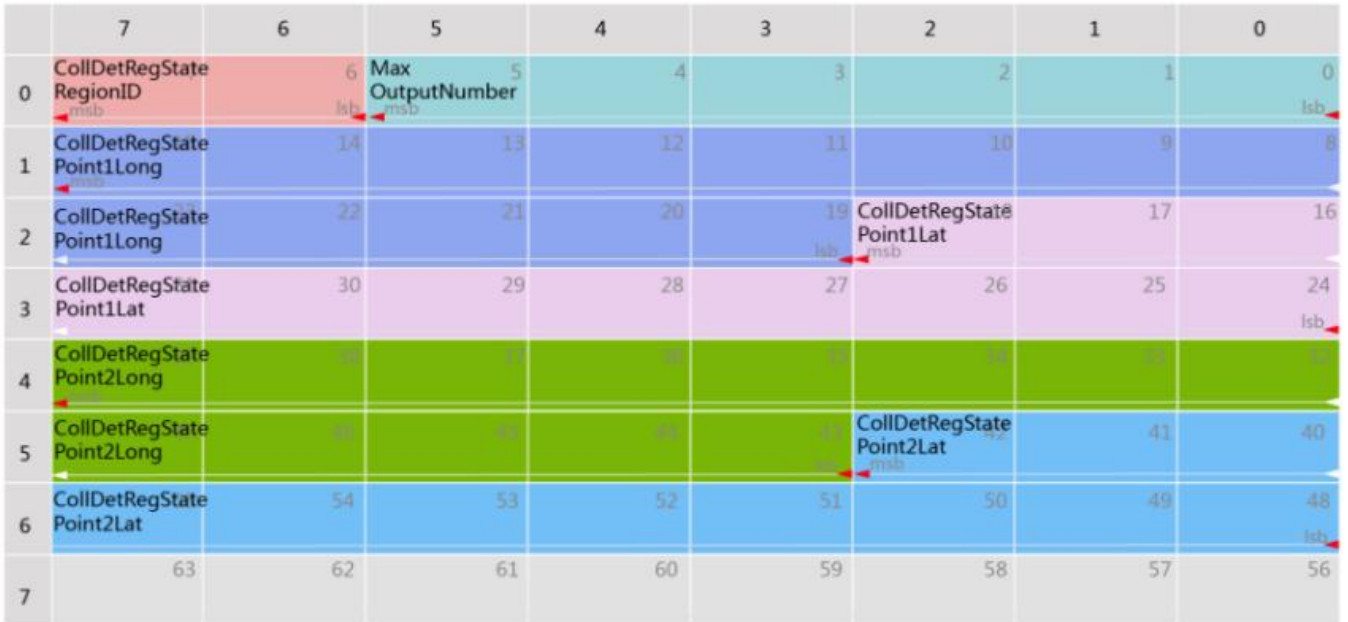 7 6 5 4 3 2 1 0
CollDetRegState 6 Max 5 4 3 2 1 0
0 RegionID OutputNumber
msb lsb msb lsb
CollDetRegState 14 13 12 11 10 9 8
1 Point1Long
msb
CollDetRegState 22 21 20 19 CollDetRegState 17 16
2 Point1Long Point1Lat
lsb msb
CollDetRegState 30 29 28 27 26 25 24
3 Point1Lat
lsb
CollDetRegState
4 Point2Long
msb
CollDetRegState CollDetRegState 42 41 40
5 Point2Long Point2Lat
lsb msb
CollDetRegState 54 53 52 51 50 49 48
6 Point2Lat
lsb
63 62 61 60 59 58 57 56
7